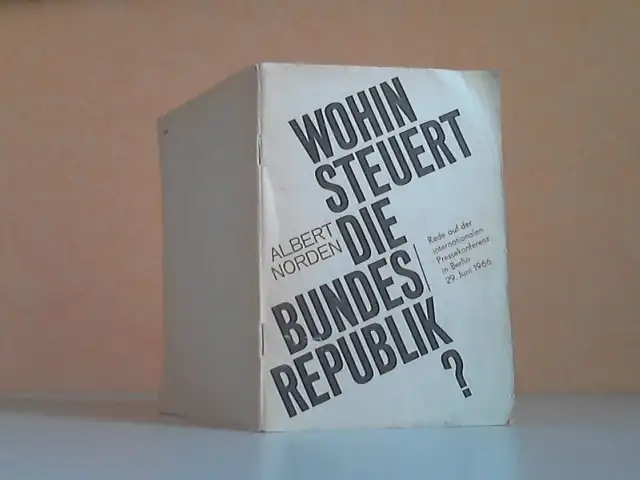 WOHIN
STEUERT
DIE
BUNDES
REPUBLIK
?
ALBERT
NORDEN
Rede auf der
internationalen
Pressekonferenz
in Berlin
29. Juni 1966